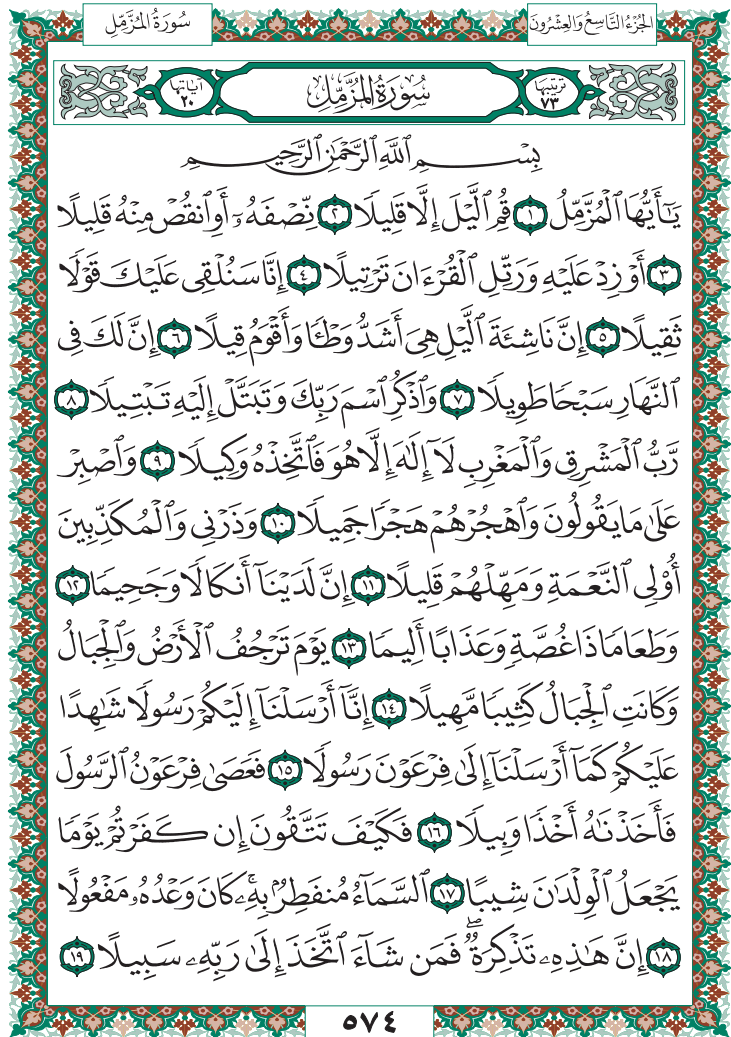 الجُزْءُ التَّاسِعُ وَالعِشْرُونَ
سُورَةُ المُزَّمِّل
ترتيبها ٧٣
سُورَةُ المُزَّمِّل
آياتها ٢٠
بِسۡمِ ٱللَّهِ ٱلرَّحۡمَٰنِ ٱلرَّحِيمِ
يَـٰٓأَيُّهَا ٱلۡمُزَّمِّلُ ١ قُمِ ٱلَّيۡلَ إِلَّا قَلِيلٗا ٢ نِّصۡفَهُۥٓ أَوِ ٱنقُصۡ مِنۡهُ قَلِيلًا
٣ أَوۡ زِدۡ عَلَيۡهِ وَرَتِّلِ ٱلۡقُرۡءَانَ تَرۡتِيلًا ٤ إِنَّا سَنُلۡقِي عَلَيۡكَ قَوۡلٗا
ثَقِيلًا ٥ إِنَّ نَاشِئَةَ ٱلَّيۡلِ هِيَ أَشَدُّ وَطۡـٔٗا وَأَقۡوَمُ قِيلًا ٦ إِنَّ لَكَ فِي
ٱلنَّهَارِ سَبۡحٗا طَوِيلٗا ٧ وَٱذۡكُرِ ٱسۡمَ رَبِّكَ وَتَبَتَّلۡ إِلَيۡهِ تَبۡتِيلٗا ٨
رَّبُّ ٱلۡمَشۡرِقِ وَٱلۡمَغۡرِبِ لَآ إِلَٰهَ إِلَّا هُوَ فَٱتَّخِذۡهُ وَكِيلٗا ٩ وَٱصۡبِرۡ
عَلَىٰ مَا يَقُولُونَ وَٱهۡجُرۡهُمۡ هَجۡرٗا جَمِيلٗا ١٠ وَذَرۡنِي وَٱلۡمُكَذِّبِينَ
أُوْلِي ٱلنَّعۡمَةِ وَمَهِّلۡهُمۡ قَلِيلًا ١١ إِنَّ لَدَيۡنَآ أَنكَالٗا وَجَحِيمٗا ١٢
وَطَعَامٗا ذَا غُصَّةٖ وَعَذَابًا أَلِيمٗا ١٣ يَوۡمَ تَرۡجُفُ ٱلۡأَرۡضُ وَٱلۡجِبَالُ
وَكَانَتِ ٱلۡجِبَالُ كَثِيبٗا مَّهِيلًا ١٤ إِنَّآ أَرۡسَلۡنَآ إِلَيۡكُمۡ رَسُولٗا شَٰهِدًا
عَلَيۡكُمۡ كَمَآ أَرۡسَلۡنَآ إِلَىٰ فِرۡعَوۡنَ رَسُولٗا ١٥ فَعَصَىٰ فِرۡعَوۡنُ ٱلرَّسُولَ
فَأَخَذۡنَٰهُ أَخۡذٗا وَبِيلٗا ١٦ فَكَيۡفَ تَتَّقُونَ إِن كَفَرۡتُمۡ يَوۡمٗا
يَجۡعَلُ ٱلۡوِلۡدَٰنَ شِيبًا ١٧ ٱلسَّمَآءُ مُنفَطِرُۢ بِهِۦۚ كَانَ وَعۡدُهُۥ مَفۡعُولًا
١٨ إِنَّ هَٰذِهِۦ تَذۡكِرَةٞۖ فَمَن شَآءَ ٱتَّخَذَ إِلَىٰ رَبِّهِۦ سَبِيلًا ١٩
٥٧٤